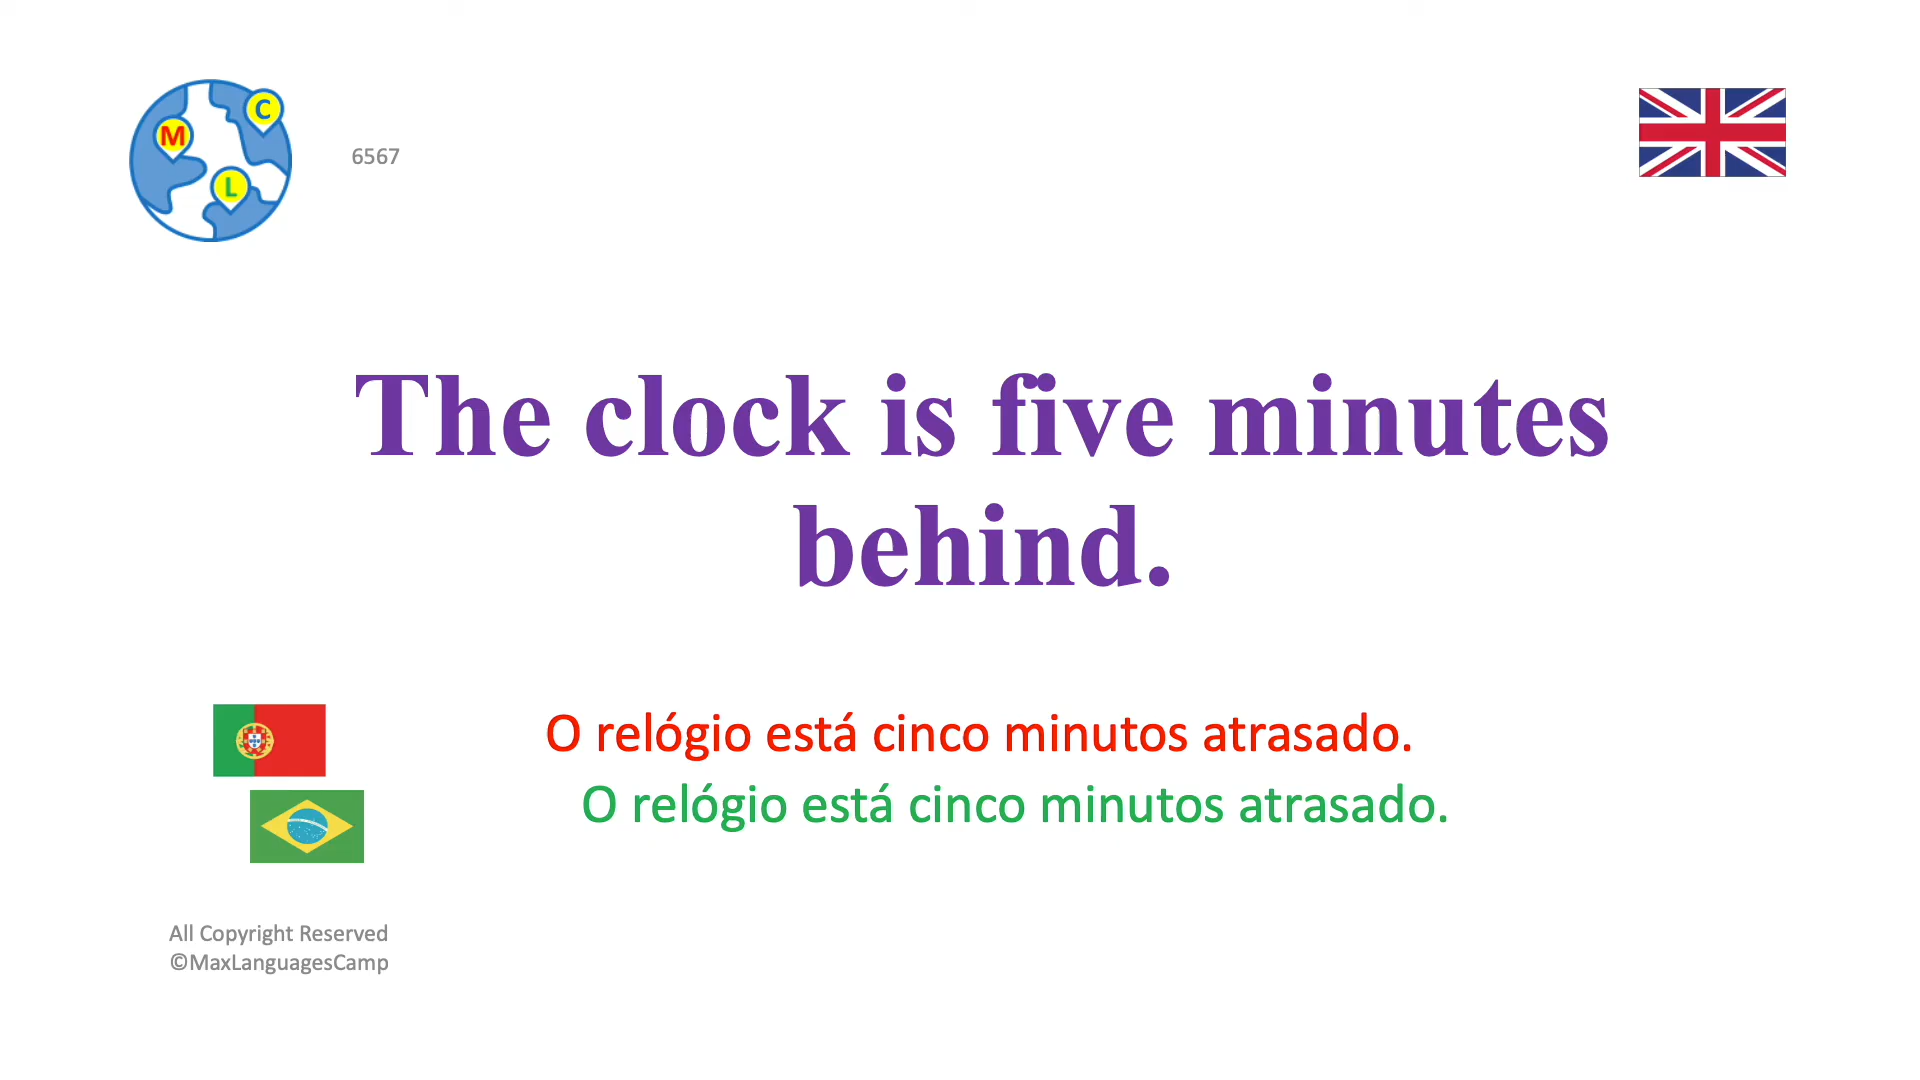 C
M
L
6567
The clock is five minutes
behind.
O relógio está cinco minutos atrasado.
O relógio está cinco minutos atrasado.
All Copyright Reserved
©MaxLanguagesCamp